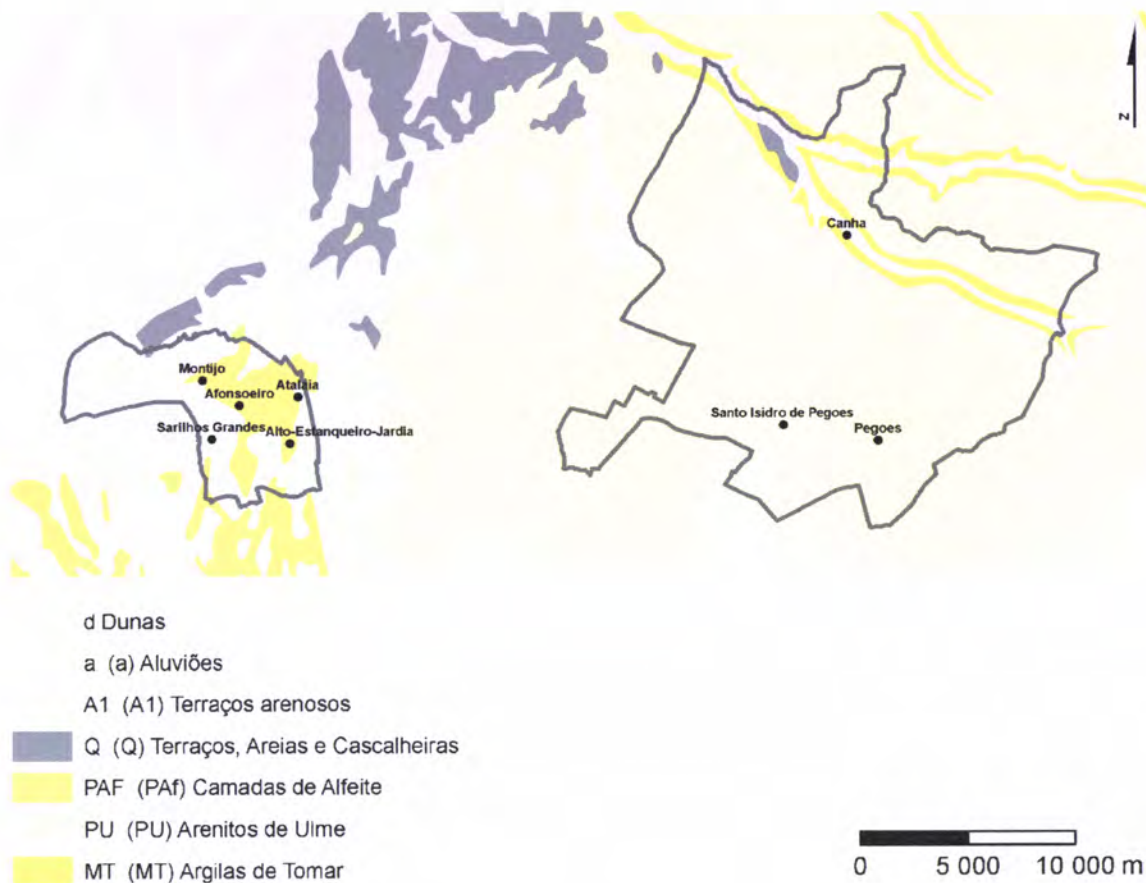 N
Canha
Montijo
Afonsoeiro
Atalaia
Sarilhos Grandes
Alto-Estanqueiro-Jardia
Santo Isidro de Pegoes
Pegoes
d Dunas
a (a) Aluviões
A1 (A1) Terraços arenosos
Q (Q) Terraços, Areias e Cascalheiras
PAF (PAf) Camadas de Alfeite
PU (PU) Arenitos de Ulme
MT (MT) Argilas de Tomar
0 5 000 10 000 m